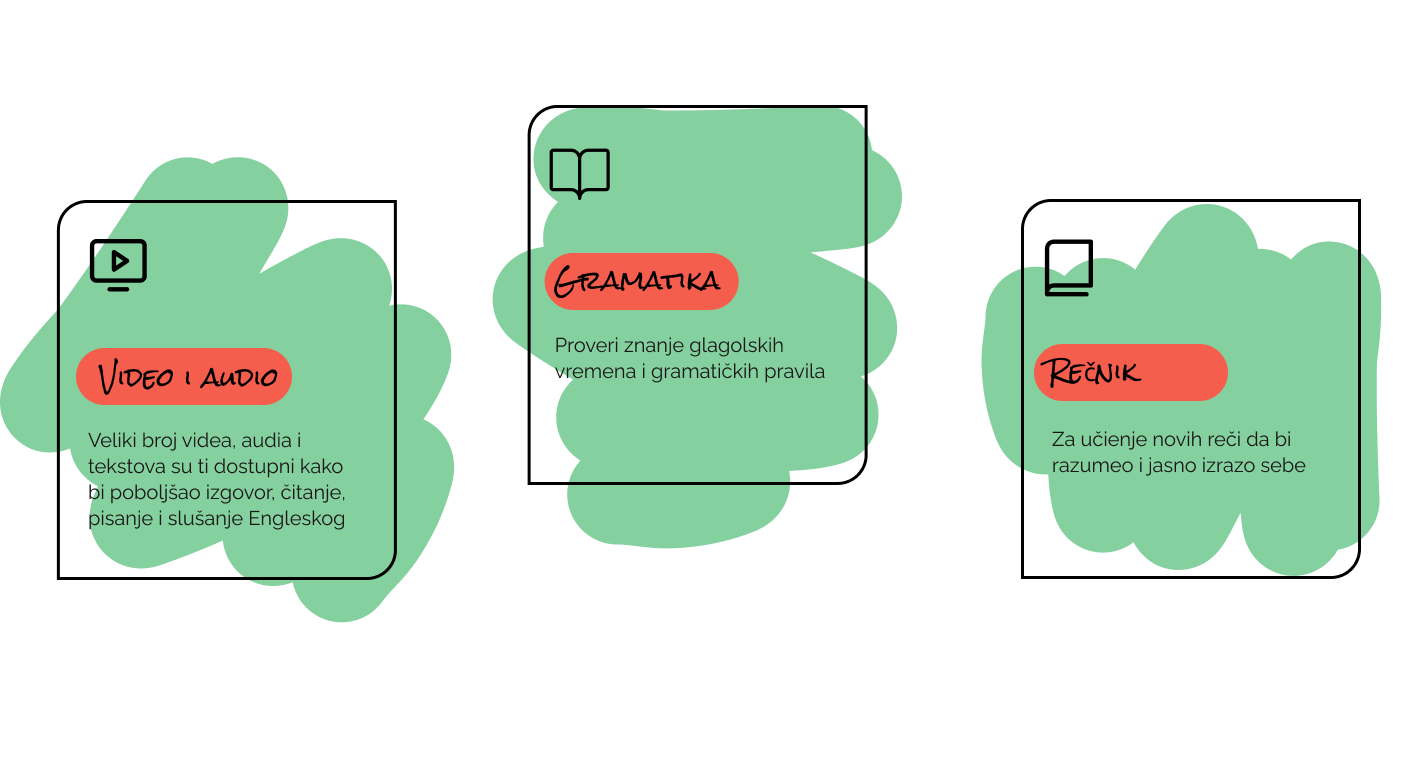 Video i audio
Veliki broj videa, audia i
tekstova su ti dostupni kako
bi poboljšao izgovor, čitanje,
pisanje i slušanje Engleskog
Gramatika
Proveri znanje glagolskih
vremena i gramatičkih pravila
Rečnik
Za učienje novih reči da bi
razumeo i jasno izrazo sebe